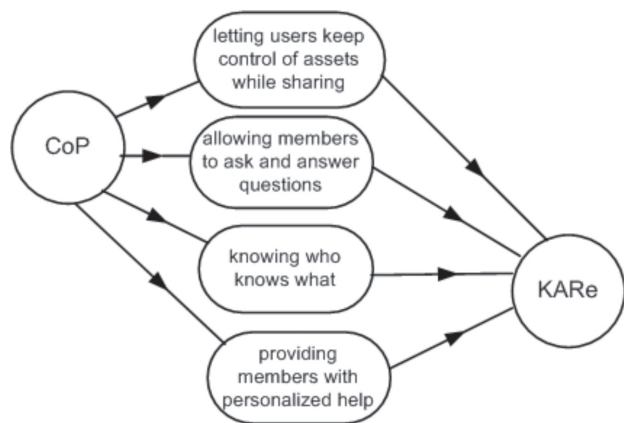 letting users keep
control of assets
while sharing
CoP
allowing members
to ask and answer
questions
knowing who
knows what
KARe
providing
members with
personalized help